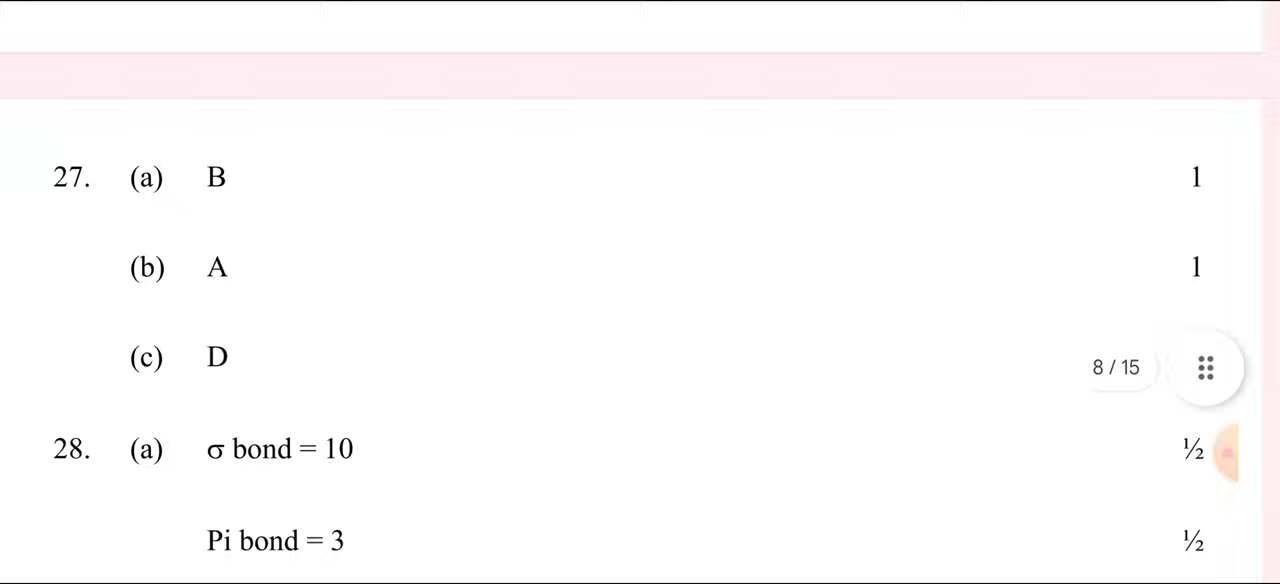 27. (a) B 1
(b) A 1
(c) D
8 / 15
28. (a) σ bond = 10 ½
Pi bond = 3 ½